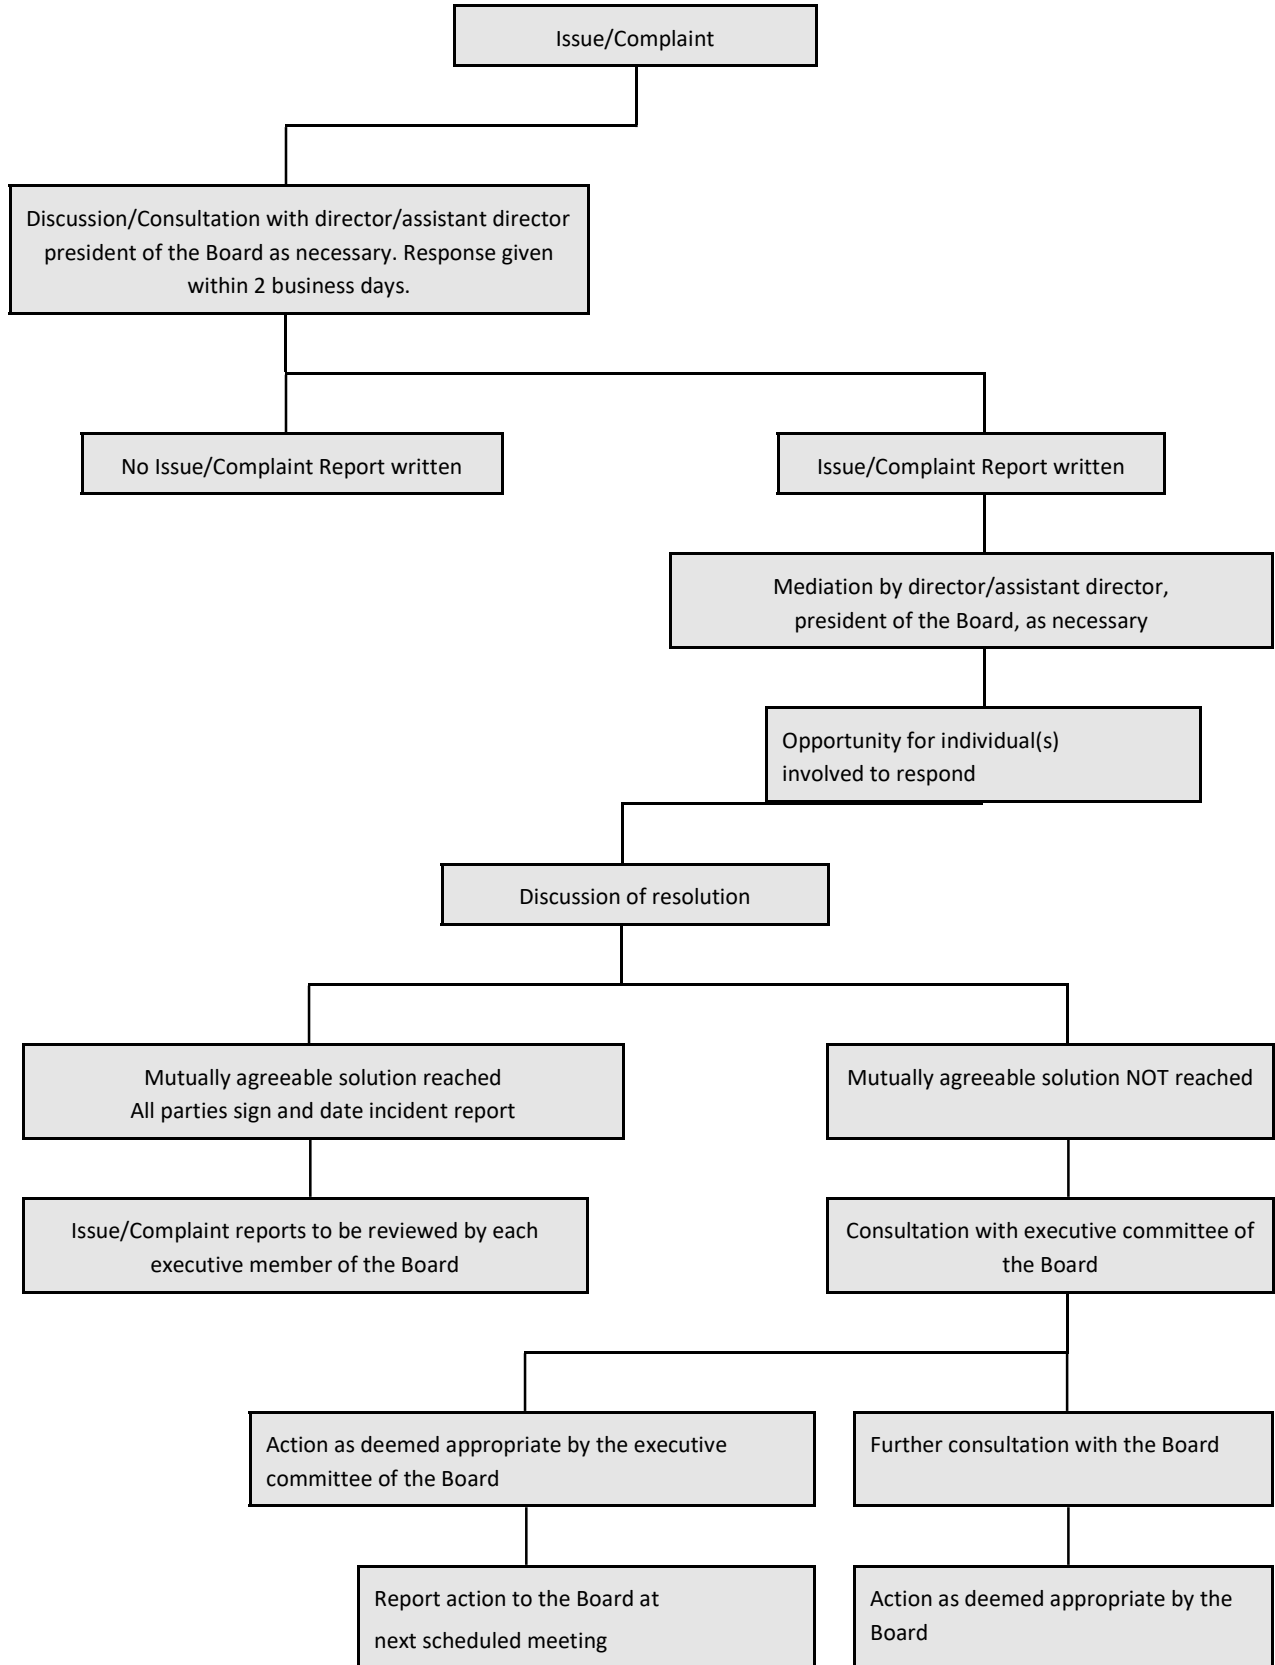 Issue/Complaint
Discussion/Consultation with director/assistant director
president of the Board as necessary. Response given
within 2 business days.
No Issue/Complaint Report written
Issue/Complaint Report written
Mediation by director/assistant director,
president of the Board, as necessary
Opportunity for individual(s)
involved to respond
Discussion of resolution
Mutually agreeable solution reached
All parties sign and date incident report
Mutually agreeable solution NOT reached
Issue/Complaint reports to be reviewed by each
executive member of the Board
Consultation with executive committee of
the Board
Action as deemed appropriate by the executive
committee of the Board
Further consultation with the Board
Report action to the Board at
next scheduled meeting
Action as deemed appropriate by the
Board